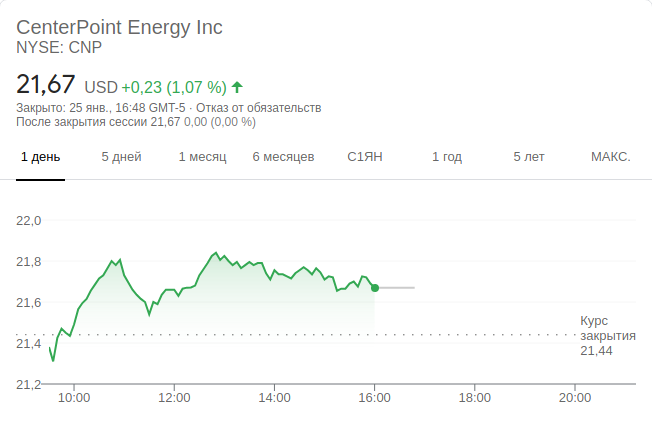 CenterPoint Energy Inc
NYSE: CNP
21,67 USD +0,23 (1,07 %)
Закрыто: 25 янв., 16:48 GMT-5 · Отказ от обязательств
После закрытия сессии 21,67 0,00 (0,00 %)
1 день 5 дней 1 месяц 6 месяцев С1ЯН 1 год 5 лет МАКС.
22,0
21,8
21,6
21,4
21,2
Курс
закрытия
21,44
10:00 12:00 14:00 16:00 18:00 20:00